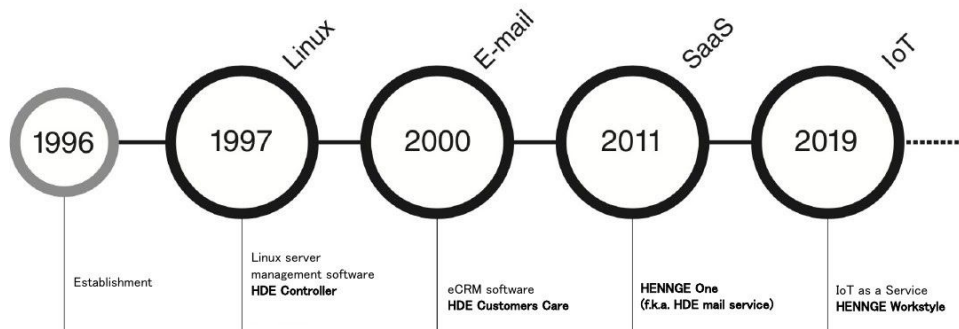 Linux
E-mail
SaaS
IoT
1996
1997
2000
2011
2019
Establishment
Linux server
management software
HDE Controller
eCRM software
HDE Customers Care
HENNGE One
(f.k.a. HDE mail service)
IoT as a Service
HENNGE Workstyle